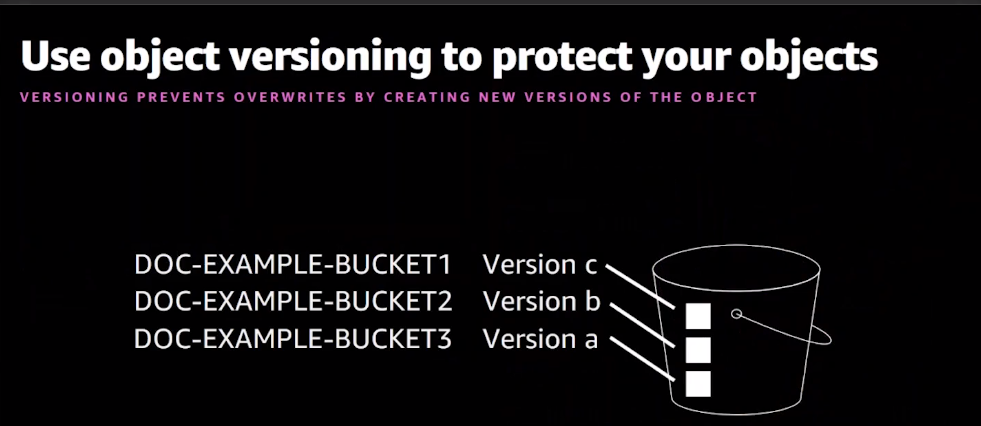 Use object versioning to protect your objects
VERSIONING PREVENTS OVERWRITES BY CREATING NEW VERSIONS OF THE OBJECT
DOC-EXAMPLE-BUCKET1 Version c
DOC-EXAMPLE-BUCKET2 Version b
DOC-EXAMPLE-BUCKET3 Version a